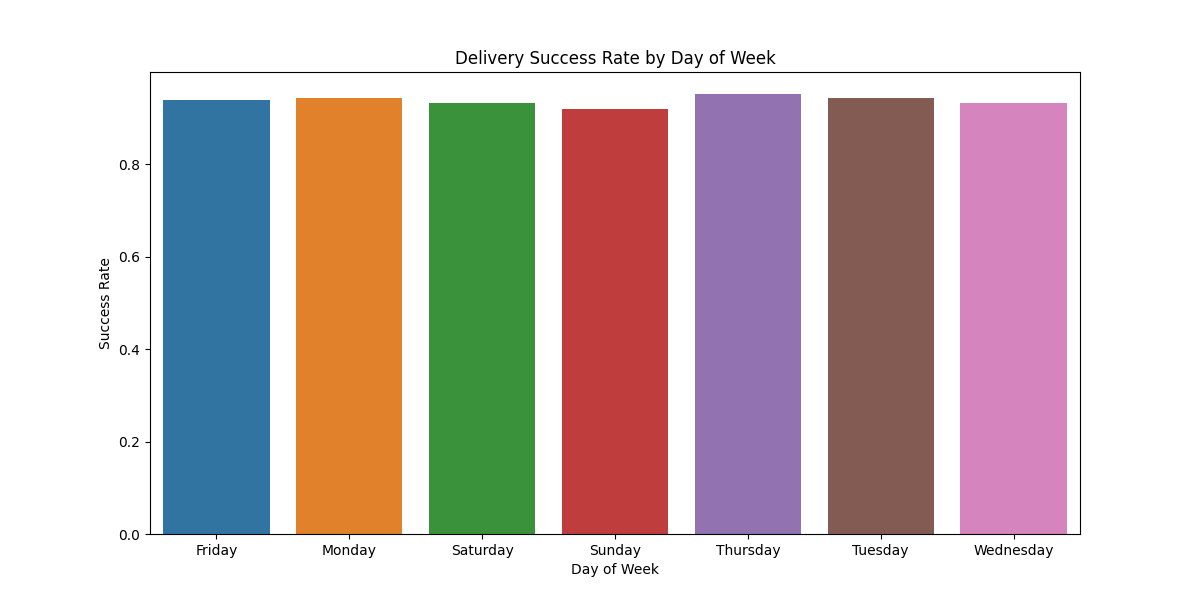 Delivery Success Rate by Day of Week
Success Rate
0.8
0.6
0.4
0.2
0.0
Friday Monday Saturday Sunday Thursday Tuesday Wednesday
Day of Week